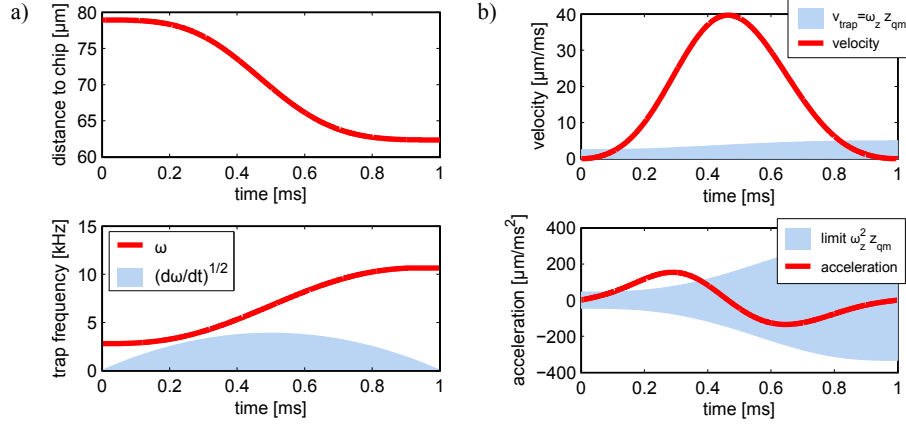 a)
distance to chip [µm]
80
75
70
65
60
0 0.2 0.4 0.6 0.8 1
time [ms]
b)
velocity [µm/ms]
40
30
20
10
0
v_trap=ω_z z_qm
velocity
0 0.2 0.4 0.6 0.8 1
time [ms]
trap frequency [kHz]
15
10
5
0
ω
(dω/dt)^1/2
0 0.2 0.4 0.6 0.8 1
time [ms]
acceleration [µm/ms²]
400
200
0
−200
−400
limit ω_z² z_qm
acceleration
0 0.2 0.4 0.6 0.8 1
time [ms]